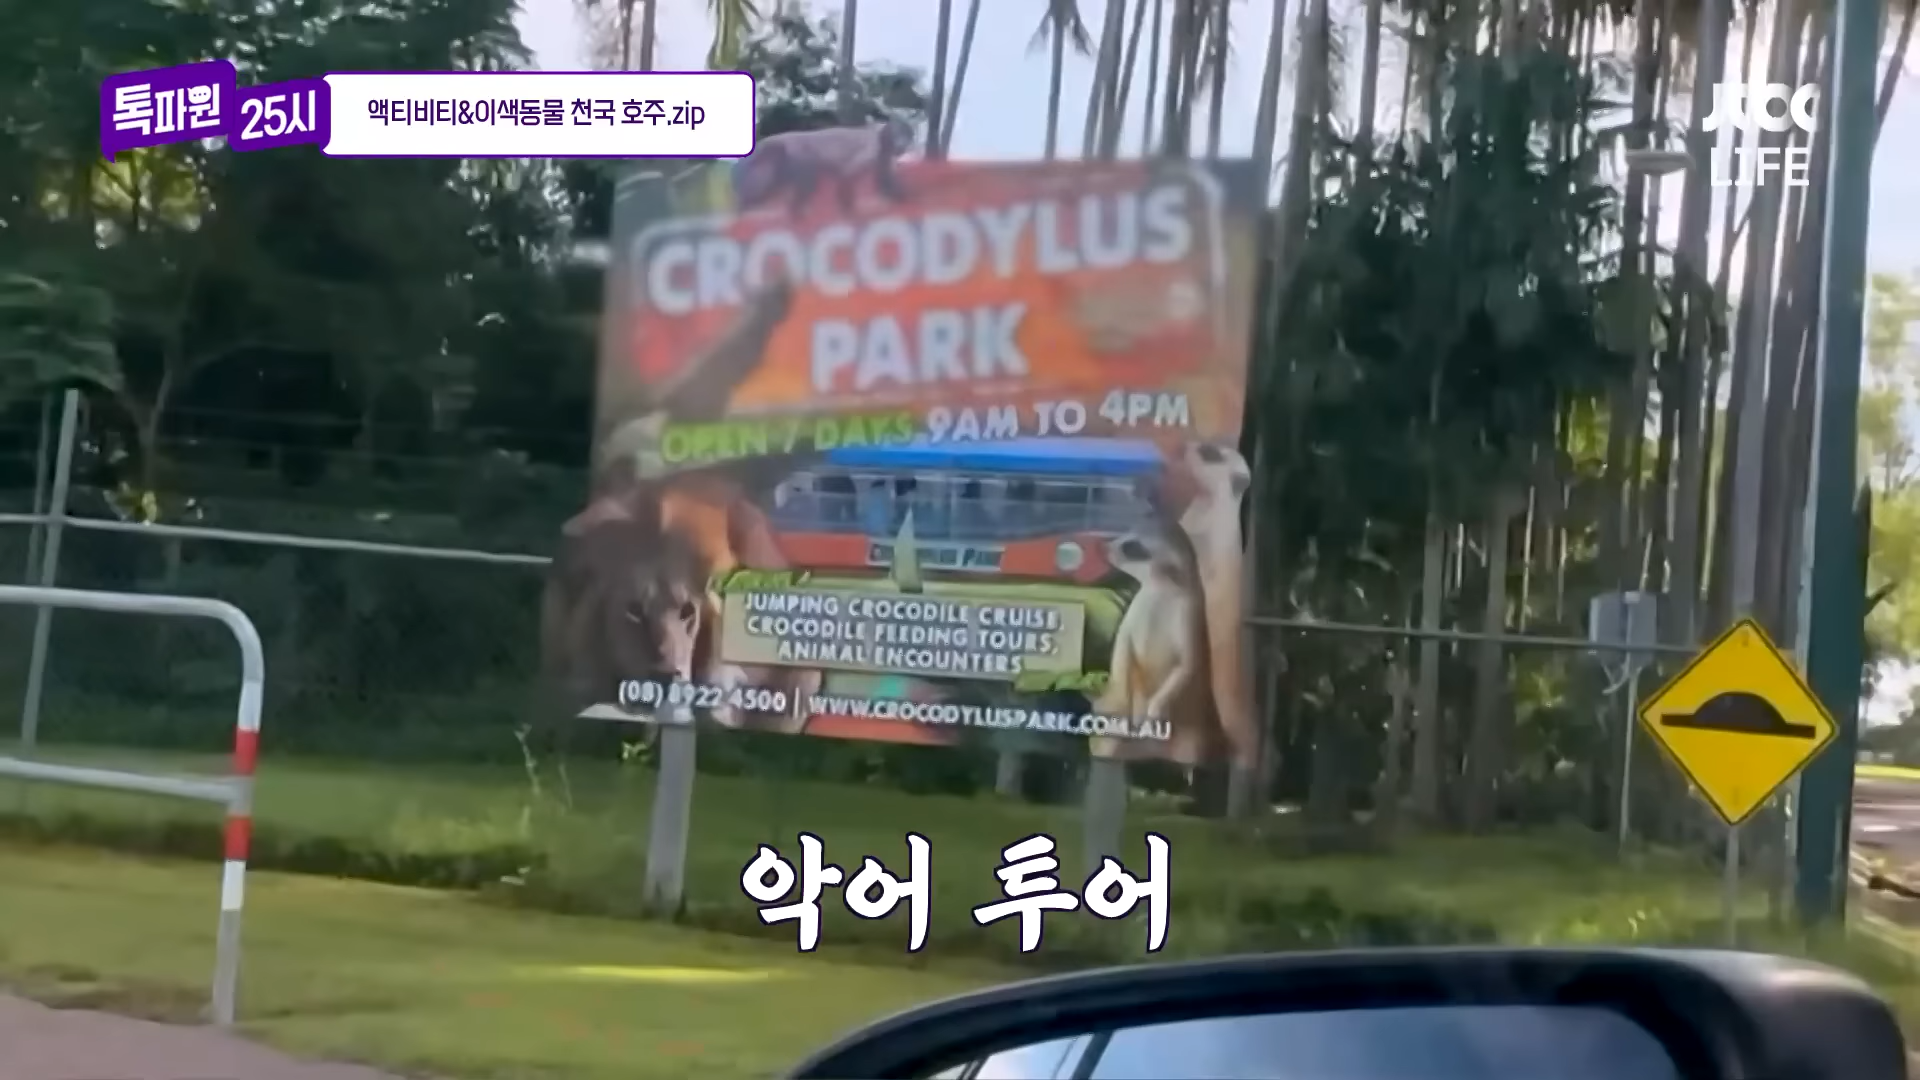 톡파원 25시
액티비티&이색동물 천국 호주.zip
JTBC
LIFE
CROCODYLUS
PARK
OPEN 7 DAYS 9AM TO 4PM
CROCODYLUS PARK
JUMPING CROCODILE CRUISE,
CROCODILE FEEDING TOURS,
ANIMAL ENCOUNTERS
(08) 8922 4500 | WWW.CROCODYLUSPARK.COM.AU
악어 투어